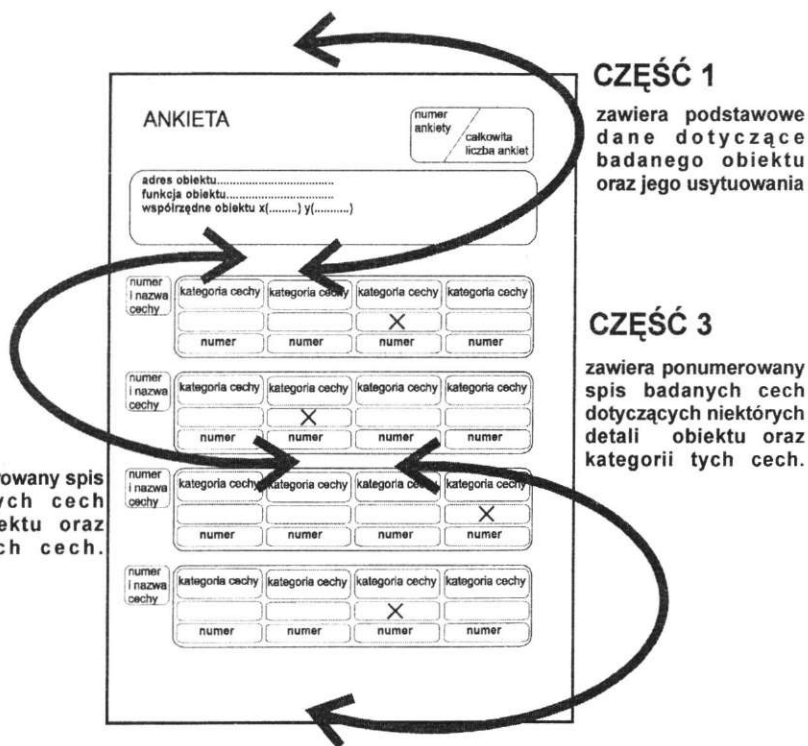 CZĘŚĆ 1
zawiera podstawowe
dane dotyczące
badanego obiektu
oraz jego usytuowania
ANKIETA
numer
ankiety
całkowita
liczba ankiet
adres obiektu..................................
funkcja obiektu...............................
współrzędne obiektu x(.........) y(...........)
numer
i nazwa
cechy
kategoria cechy kategoria cechy kategoria cechy kategoria cechy
X
numer numer numer numer
numer
i nazwa
cechy
kategoria cechy kategoria cechy kategoria cechy kategoria cechy
X
numer numer numer numer
CZĘŚĆ 3
zawiera ponumerowany
spis badanych cech
dotyczących niektórych
detali obiektu oraz
kategorii tych cech.
rowany spis
ych cech
ektu oraz
ch cech.
numer
i nazwa
cechy
kategoria cechy kategoria cechy kategoria cechy kategoria cechy
X
numer numer numer numer
numer
i nazwa
cechy
kategoria cechy kategoria cechy kategoria cechy kategoria cechy
X
numer numer numer numer